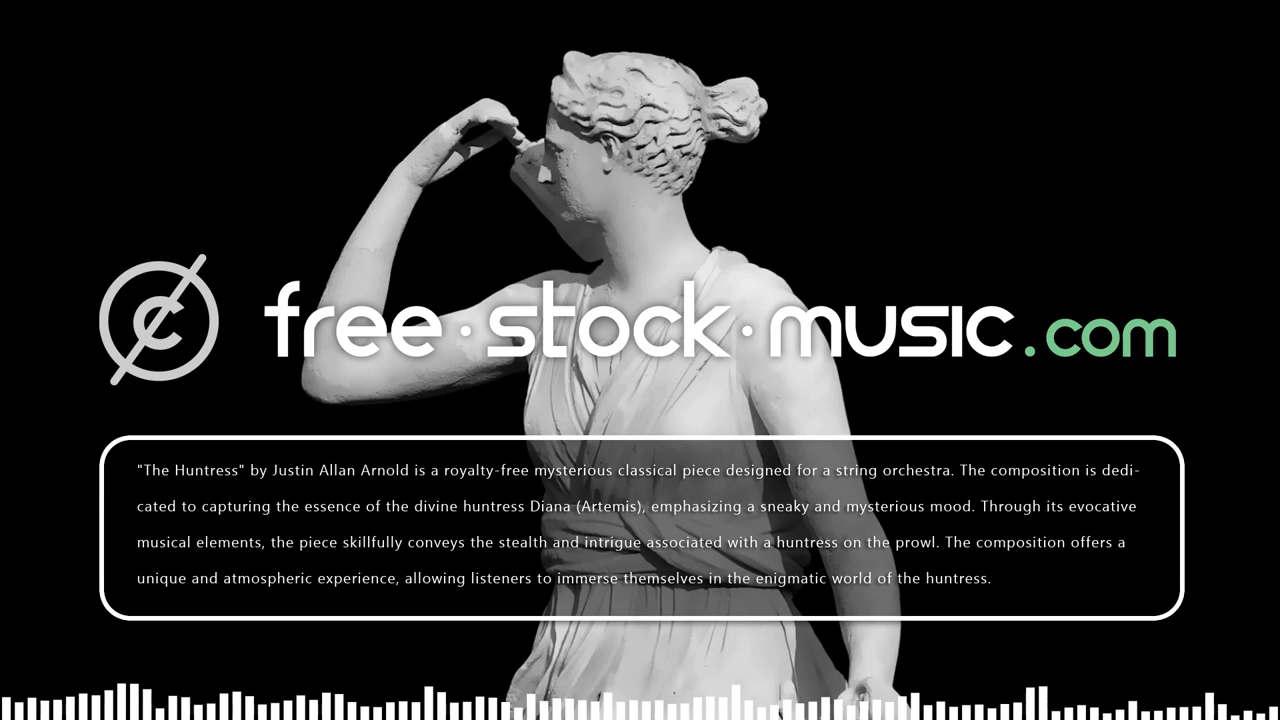 free·stock·music.com
"The Huntress" by Justin Allan Arnold is a royalty-free mysterious classical piece designed for a string orchestra. The composition is dedi-
cated to capturing the essence of the divine huntress Diana (Artemis), emphasizing a sneaky and mysterious mood. Through its evocative
musical elements, the piece skillfully conveys the stealth and intrigue associated with a huntress on the prowl. The composition offers a
unique and atmospheric experience, allowing listeners to immerse themselves in the enigmatic world of the huntress.